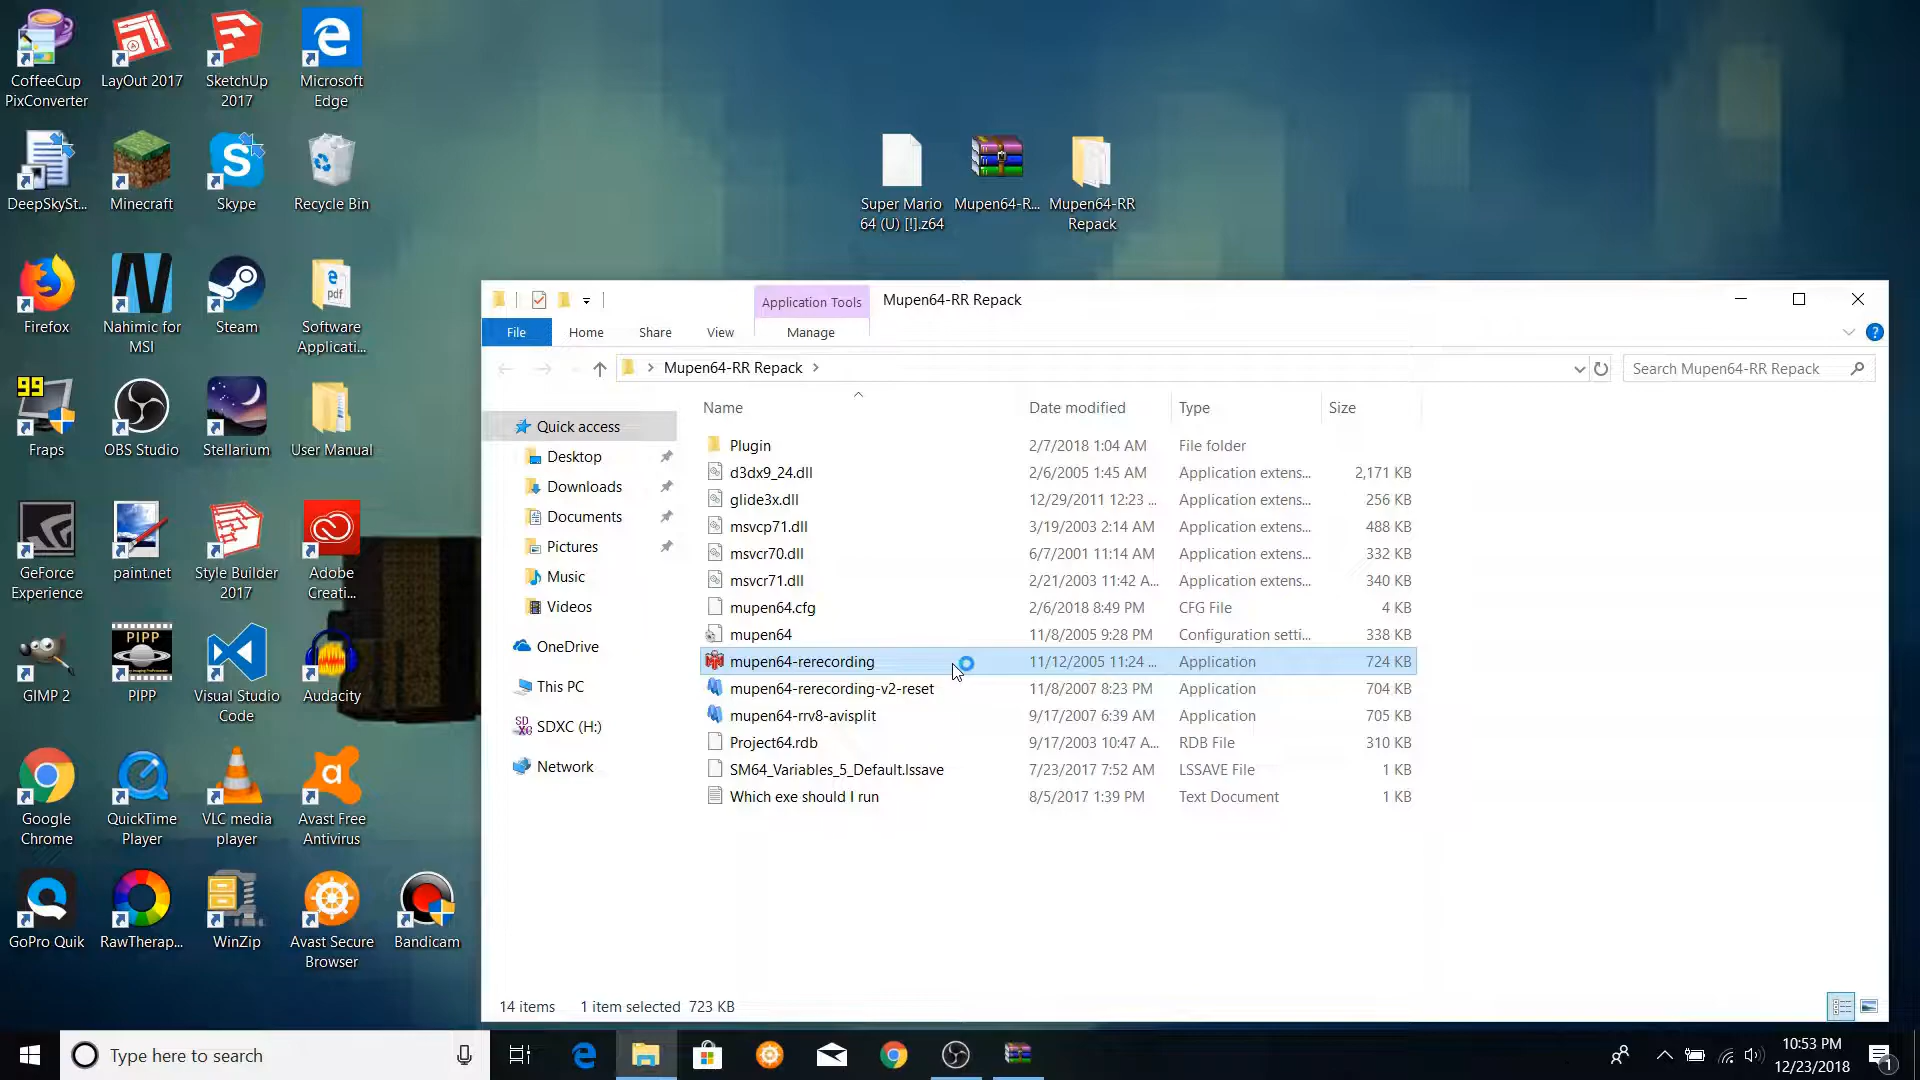 CoffeeCup
PixConverter
LayOut 2017
SketchUp
2017
Microsoft
Edge
DeepSkySt...
Minecraft
Skype
Recycle Bin
Super Mario
64 (U) [!].z64
Mupen64-R...
Mupen64-RR
Repack
Firefox
Nahimic for
MSI
Steam
Software
Applicati...
99
Fraps
OBS Studio
Stellarium
User Manual
GeForce
Experience
paint.net
Style Builder
2017
Adobe
Creati...
GIMP 2
PIPP
PIPP
Visual Studio
Code
Audacity
Google
Chrome
QuickTime
Player
VLC media
player
Avast Free
Antivirus
GoPro Quik
RawTherap...
WinZip
Avast Secure
Browser
Bandicam
Application Tools
Mupen64-RR Repack
File
Home
Share
View
Manage
Mupen64-RR Repack
Search Mupen64-RR Repack
Quick access
Desktop
Downloads
Documents
Pictures
Music
Videos
OneDrive
This PC
SDXC (H:)
Network
Name Date modified Type Size
Plugin 2/7/2018 1:04 AM File folder
d3dx9_24.dll 2/6/2005 1:45 AM Application extens... 2,171 KB
glide3x.dll 12/29/2011 12:23 ... Application extens... 256 KB
msvcp71.dll 3/19/2003 2:14 AM Application extens... 488 KB
msvcr70.dll 6/7/2001 11:14 AM Application extens... 332 KB
msvcr71.dll 2/21/2003 11:42 A... Application extens... 340 KB
mupen64.cfg 2/6/2018 8:49 PM CFG File 4 KB
mupen64 11/8/2005 9:28 PM Configuration setti... 338 KB
mupen64-rerecording 11/12/2005 11:24 ... Application 724 KB
mupen64-rerecording-v2-reset 11/8/2007 8:23 PM Application 704 KB
mupen64-rrv8-avisplit 9/17/2007 6:39 AM Application 705 KB
Project64.rdb 9/17/2003 10:47 A... RDB File 310 KB
SM64_Variables_5_Default.lssave 7/23/2017 7:52 AM LSSAVE File 1 KB
Which exe should I run 8/5/2017 1:39 PM Text Document 1 KB
14 items 1 item selected 723 KB
Type here to search
10:53 PM
12/23/2018
1